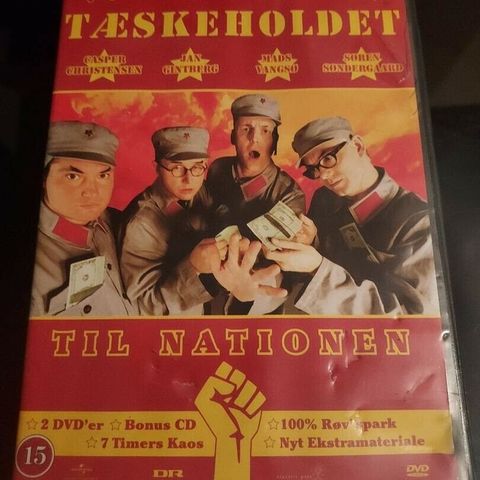 TÆSKEHOLDET
CASPER CHRISTENSEN
JAN GINTBERG
MADS VANGSØ
SØREN SØNDERGAARD
TIL NATIONEN
2 DVD'er Bonus CD 100% Røvspark
7 Timers Kaos Nyt Ekstramateriale
15
DR
DVD